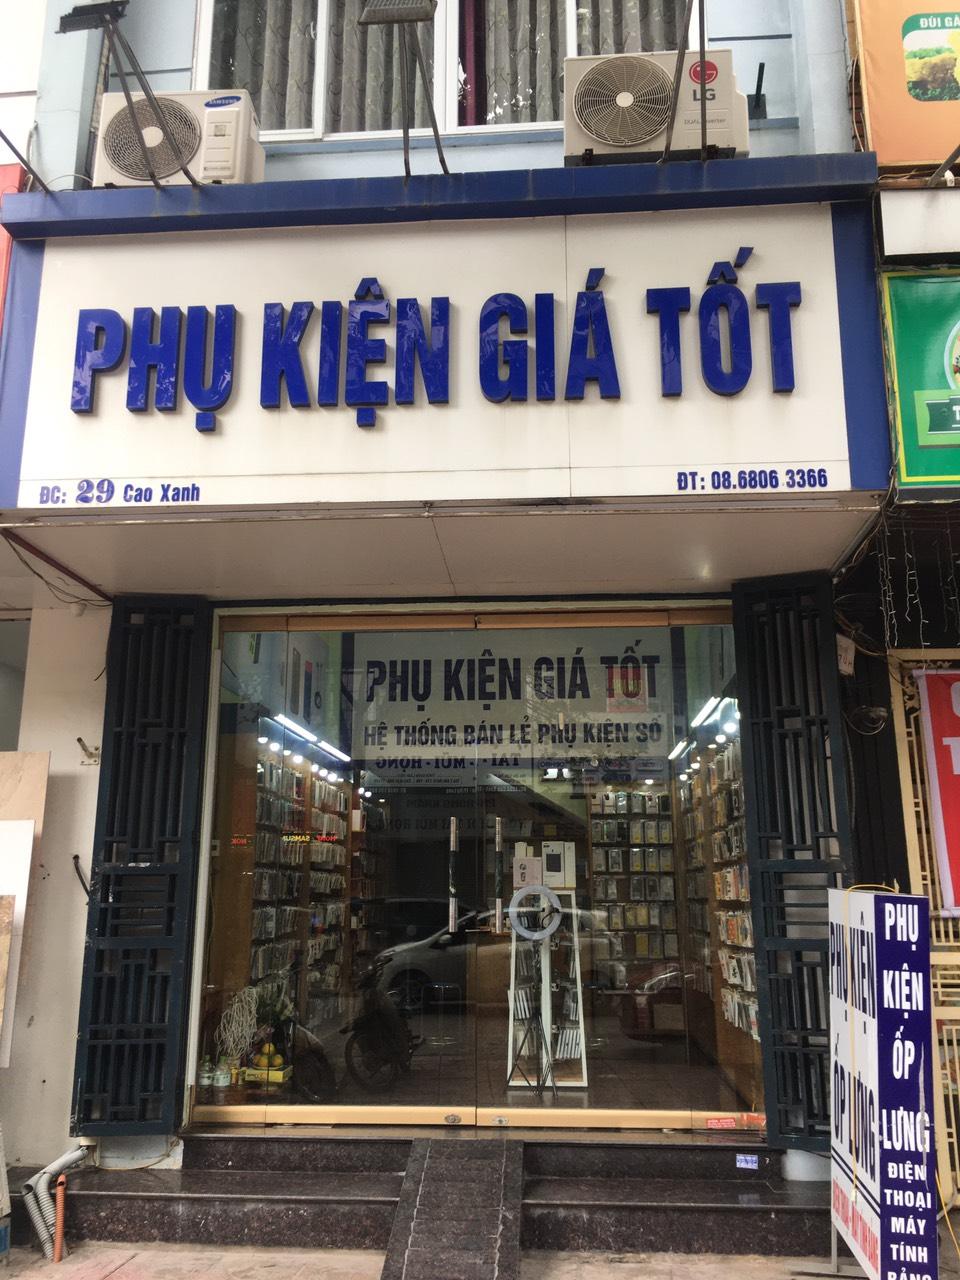 ĐÙI GÀ
SAMSUNG
LG
PHỤ KIỆN GIÁ TỐT
ĐC: 29 Cao Xanh
ĐT: 08.6806 3366
PHỤ KIỆN GIÁ TỐT
HỆ THỐNG BÁN LẺ PHỤ KIỆN SỐ
PHỤ KIỆN
ỐP LƯNG
PHỤ
KIỆN
ỐP
LƯNG
ĐIỆN
THOẠI
MÁY
TÍNH
BẢNG